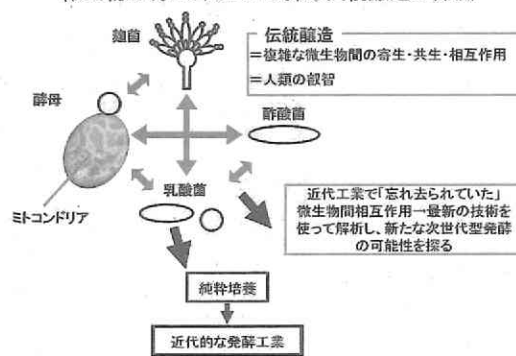 麹菌
伝統醸造
=複雑な微生物間の寄生・共生・相互作用
=人類の叡智
酵母
酢酸菌
乳酸菌
ミトコンドリア
近代工業で「忘れ去られていた」
微生物間相互作用→最新の技術を
使って解析し、新たな次世代型発酵
の可能性を探る
純粋培養
近代的な発酵工業